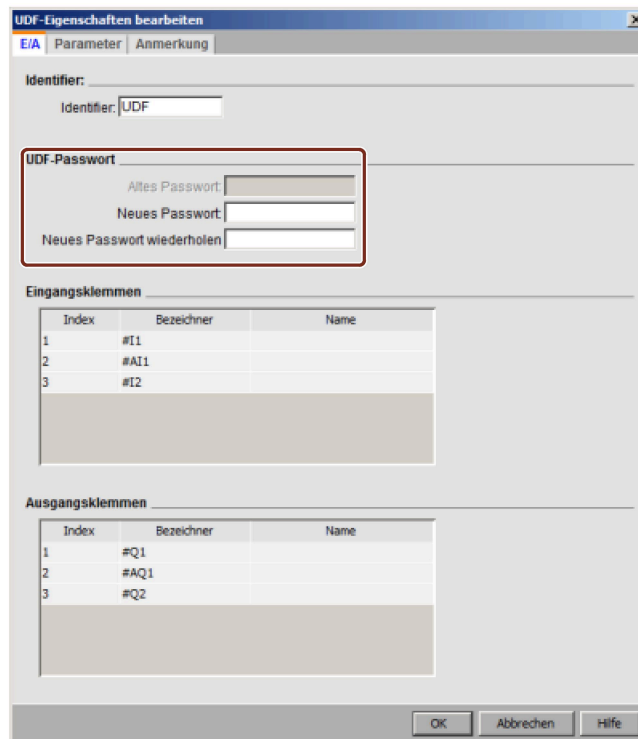 UDF-Eigenschaften bearbeiten
E/A Parameter Anmerkung
Identifier:
Identifier: UDF
UDF-Passwort
Altes Passwort:
Neues Passwort:
Neues Passwort wiederholen
Eingangsklemmen
Index Bezeichner Name
1 #I1
2 #AI1
3 #I2
Ausgangsklemmen
Index Bezeichner Name
1 #Q1
2 #AQ1
3 #Q2
OK Abbrechen Hilfe